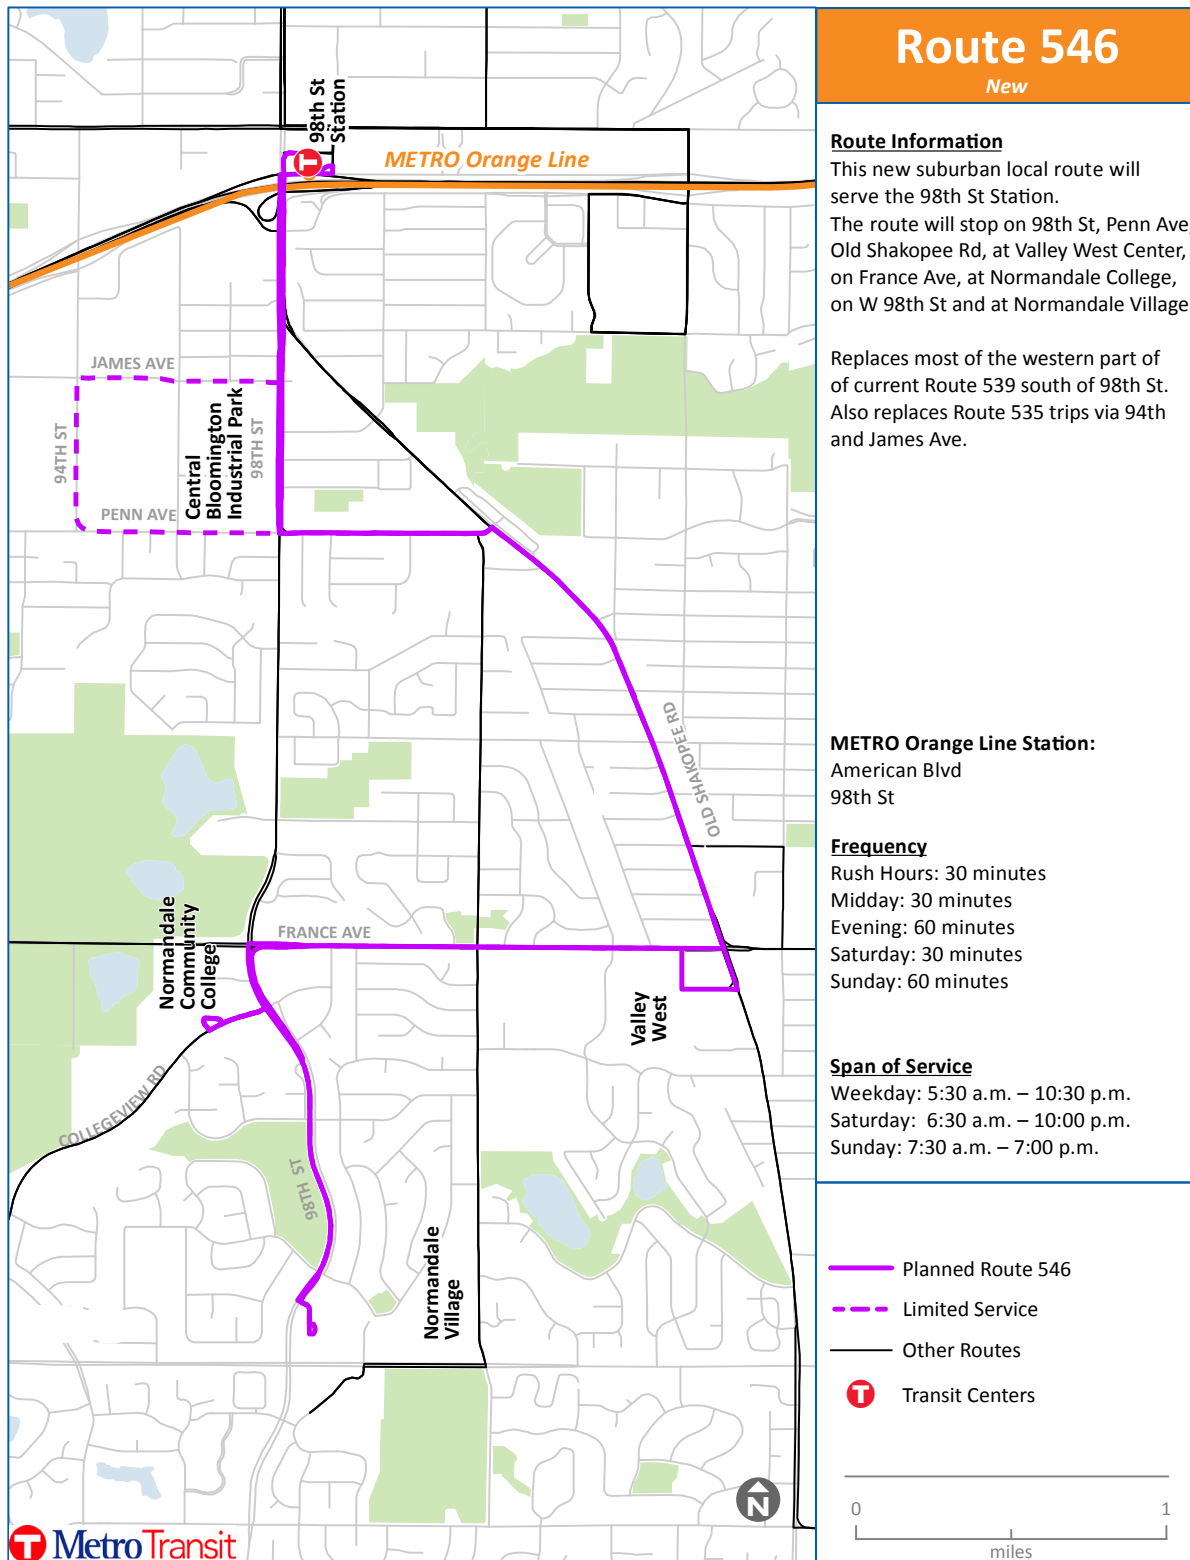 Route 546
New
Route Information
This new suburban local route will
serve the 98th St Station.
The route will stop on 98th St, Penn Ave,
Old Shakopee Rd, at Valley West Center,
on France Ave, at Normandale College,
on W 98th St and at Normandale Village
Replaces most of the western part of
of current Route 539 south of 98th St.
Also replaces Route 535 trips via 94th
and James Ave.
METRO Orange Line Station:
American Blvd
98th St
Frequency
Rush Hours: 30 minutes
Midday: 30 minutes
Evening: 60 minutes
Saturday: 30 minutes
Sunday: 60 minutes
Span of Service
Weekday: 5:30 a.m. – 10:30 p.m.
Saturday: 6:30 a.m. – 10:00 p.m.
Sunday: 7:30 a.m. – 7:00 p.m.
Planned Route 546
Limited Service
Other Routes
T
Transit Centers
0 1
miles
98th St
Station
T
METRO Orange Line
JAMES AVE
94TH ST
PENN AVE
Central
Bloomington
Industrial Park
98TH ST
OLD SHAKOPEE RD
Normandale
Community
College
FRANCE AVE
Valley
West
COLLEGEVIEW RD
98TH ST
Normandale
Village
N
T MetroTransit